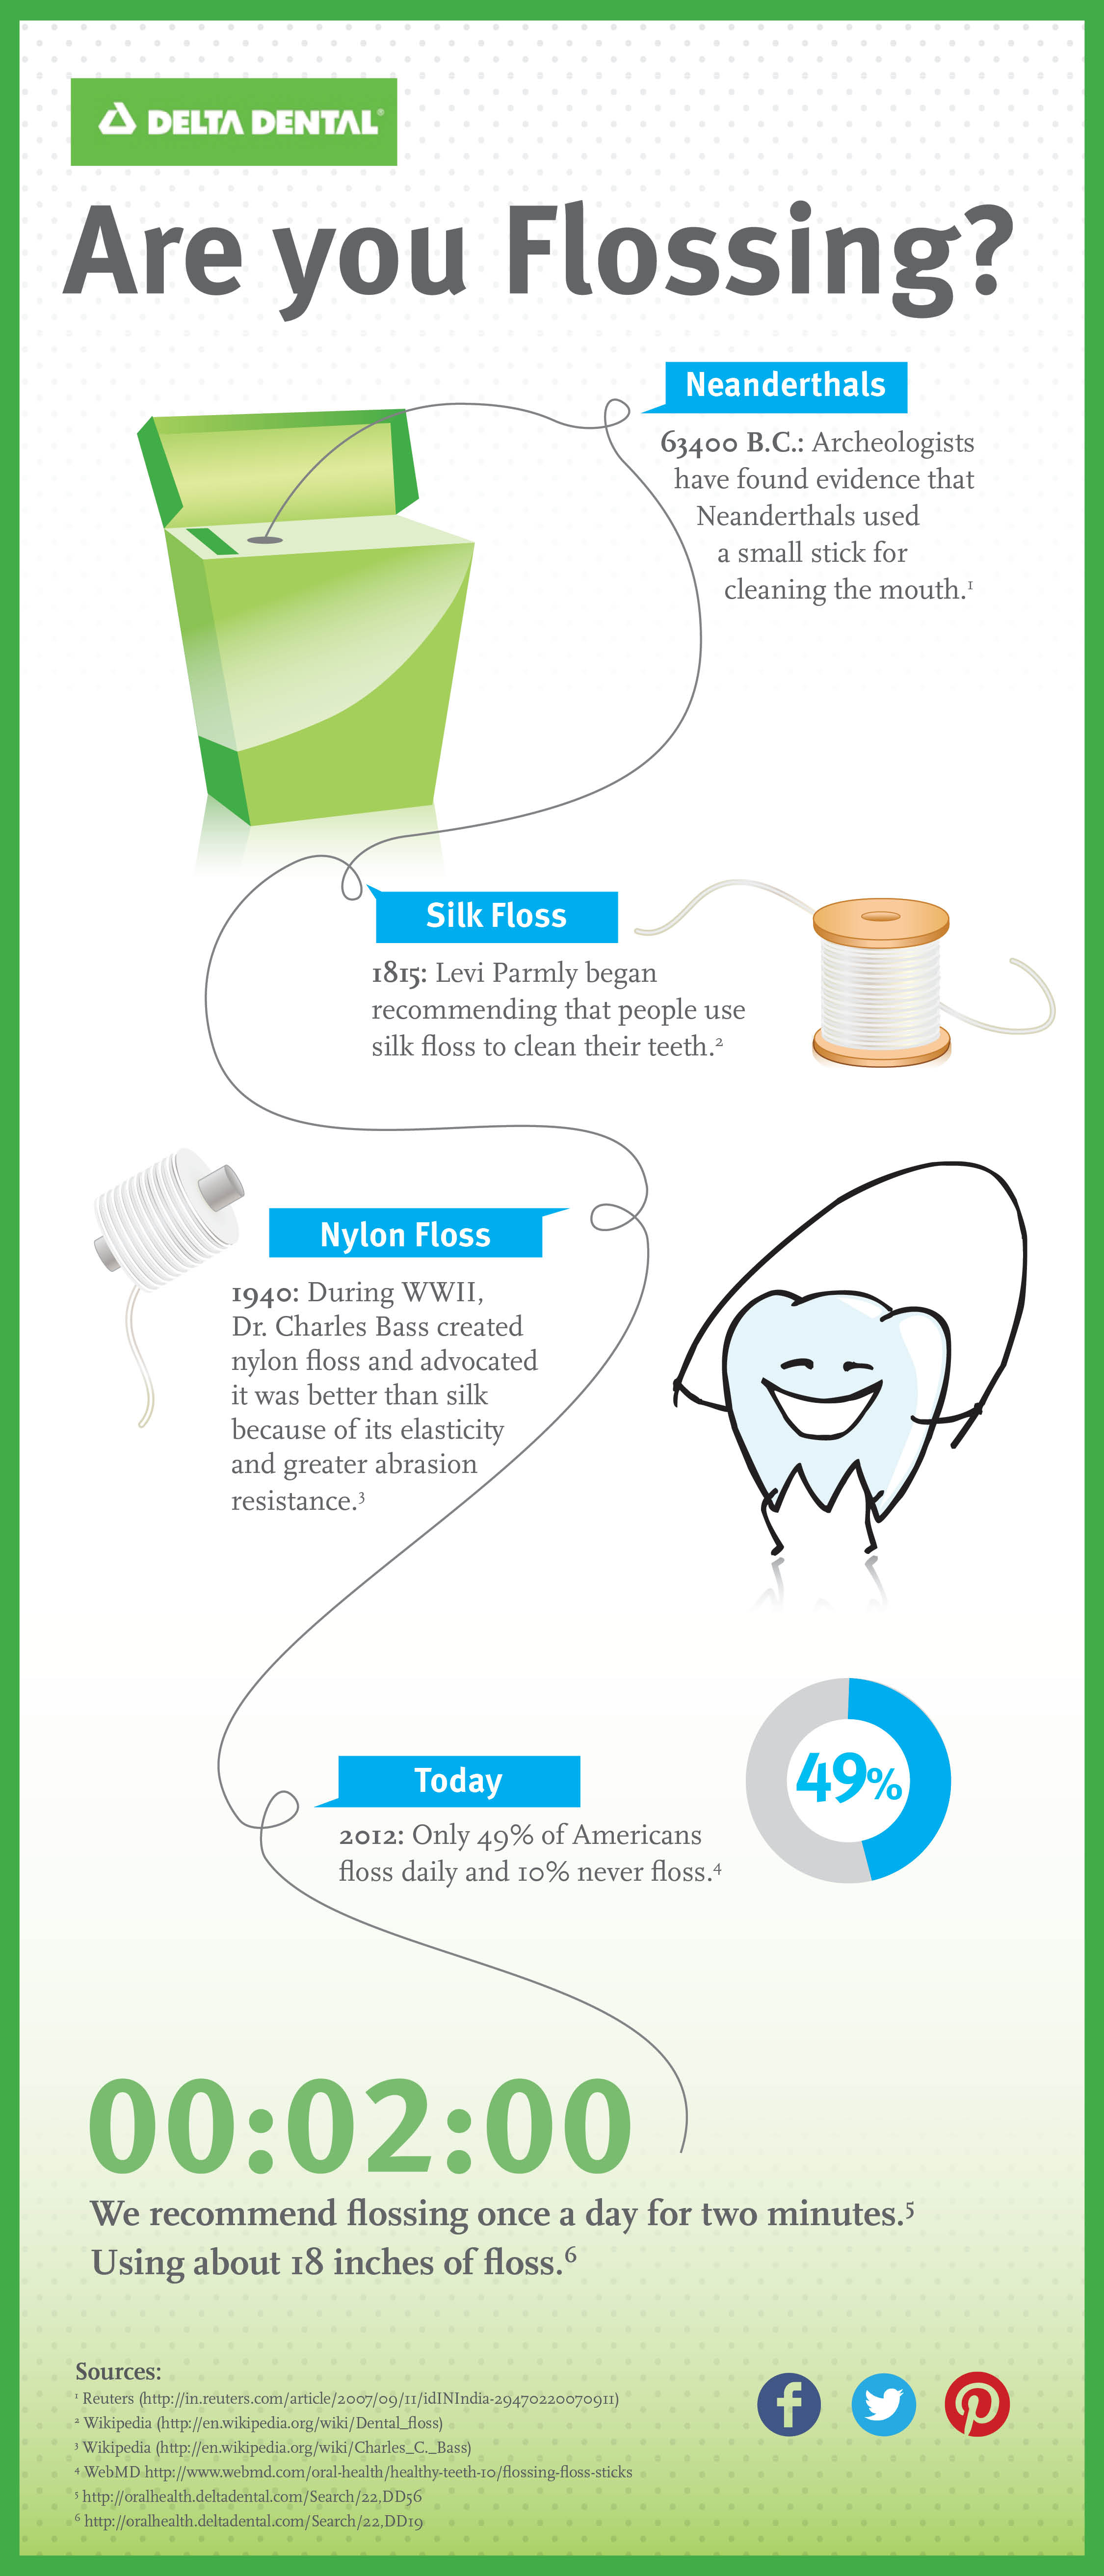 DELTA DENTAL®
Are you Flossing?
Neanderthals
63400 B.C.: Archeologists
have found evidence that
Neanderthals used
a small stick for
cleaning the mouth.¹
Silk Floss
1815: Levi Parmly began
recommending that people use
silk floss to clean their teeth.²
Nylon Floss
1940: During WWII,
Dr. Charles Bass created
nylon floss and advocated
it was better than silk
because of its elasticity
and greater abrasion
resistance.³
49%
Today
2012: Only 49% of Americans
floss daily and 10% never floss.⁴
00:02:00
We recommend flossing once a day for two minutes.⁵
Using about 18 inches of floss.⁶
Sources:
¹ Reuters (http://in.reuters.com/article/2007/09/11/idINIndia-29470220070911)
² Wikipedia (http://en.wikipedia.org/wiki/Dental_floss)
³ Wikipedia (http://en.wikipedia.org/wiki/Charles_C._Bass)
⁴ WebMD http://www.webmd.com/oral-health/healthy-teeth-10/flossing-floss-sticks
⁵ http://oralhealth.deltadental.com/Search/22,DD56
⁶ http://oralhealth.deltadental.com/Search/22,DD19